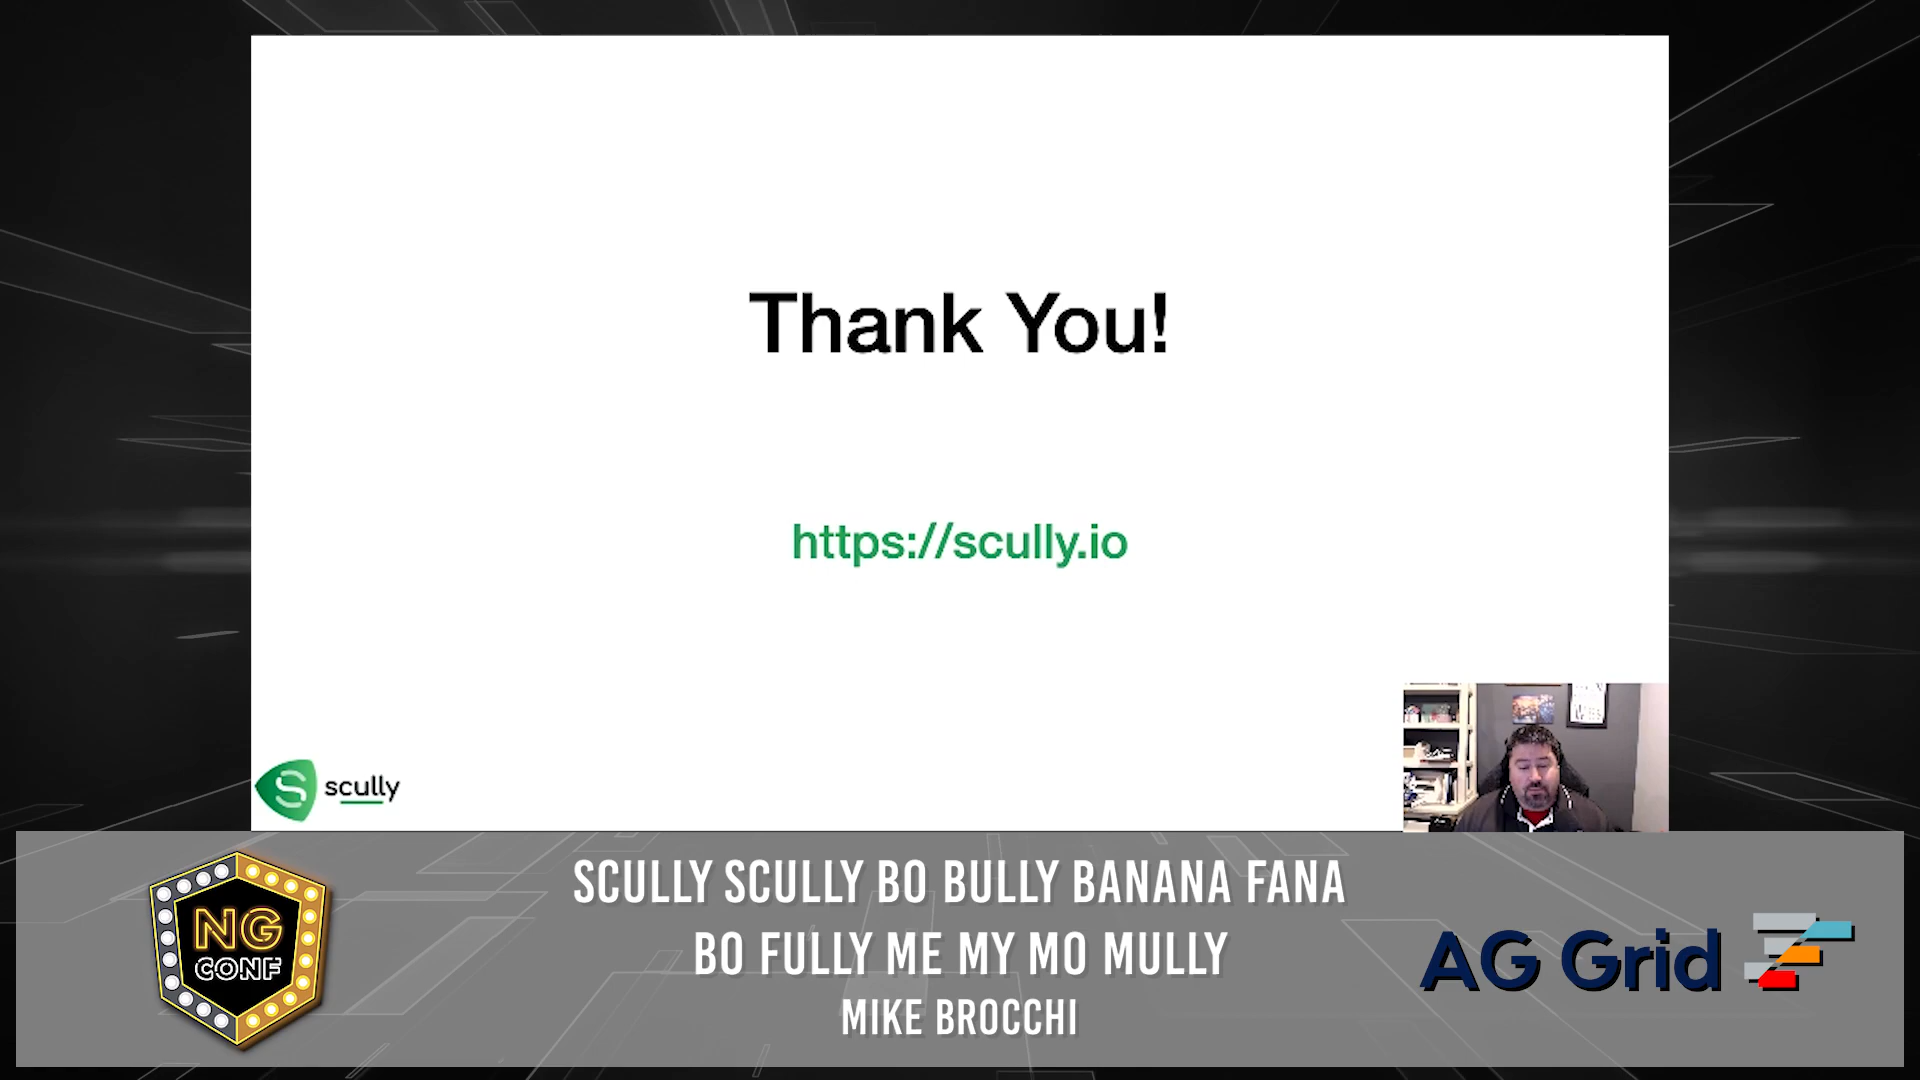 Thank You!
https://scully.io
scully
NG
CONF
SCULLY SCULLY BO BULLY BANANA FANA
BO FULLY ME MY MO MULLY
MIKE BROCCHI
AG Grid